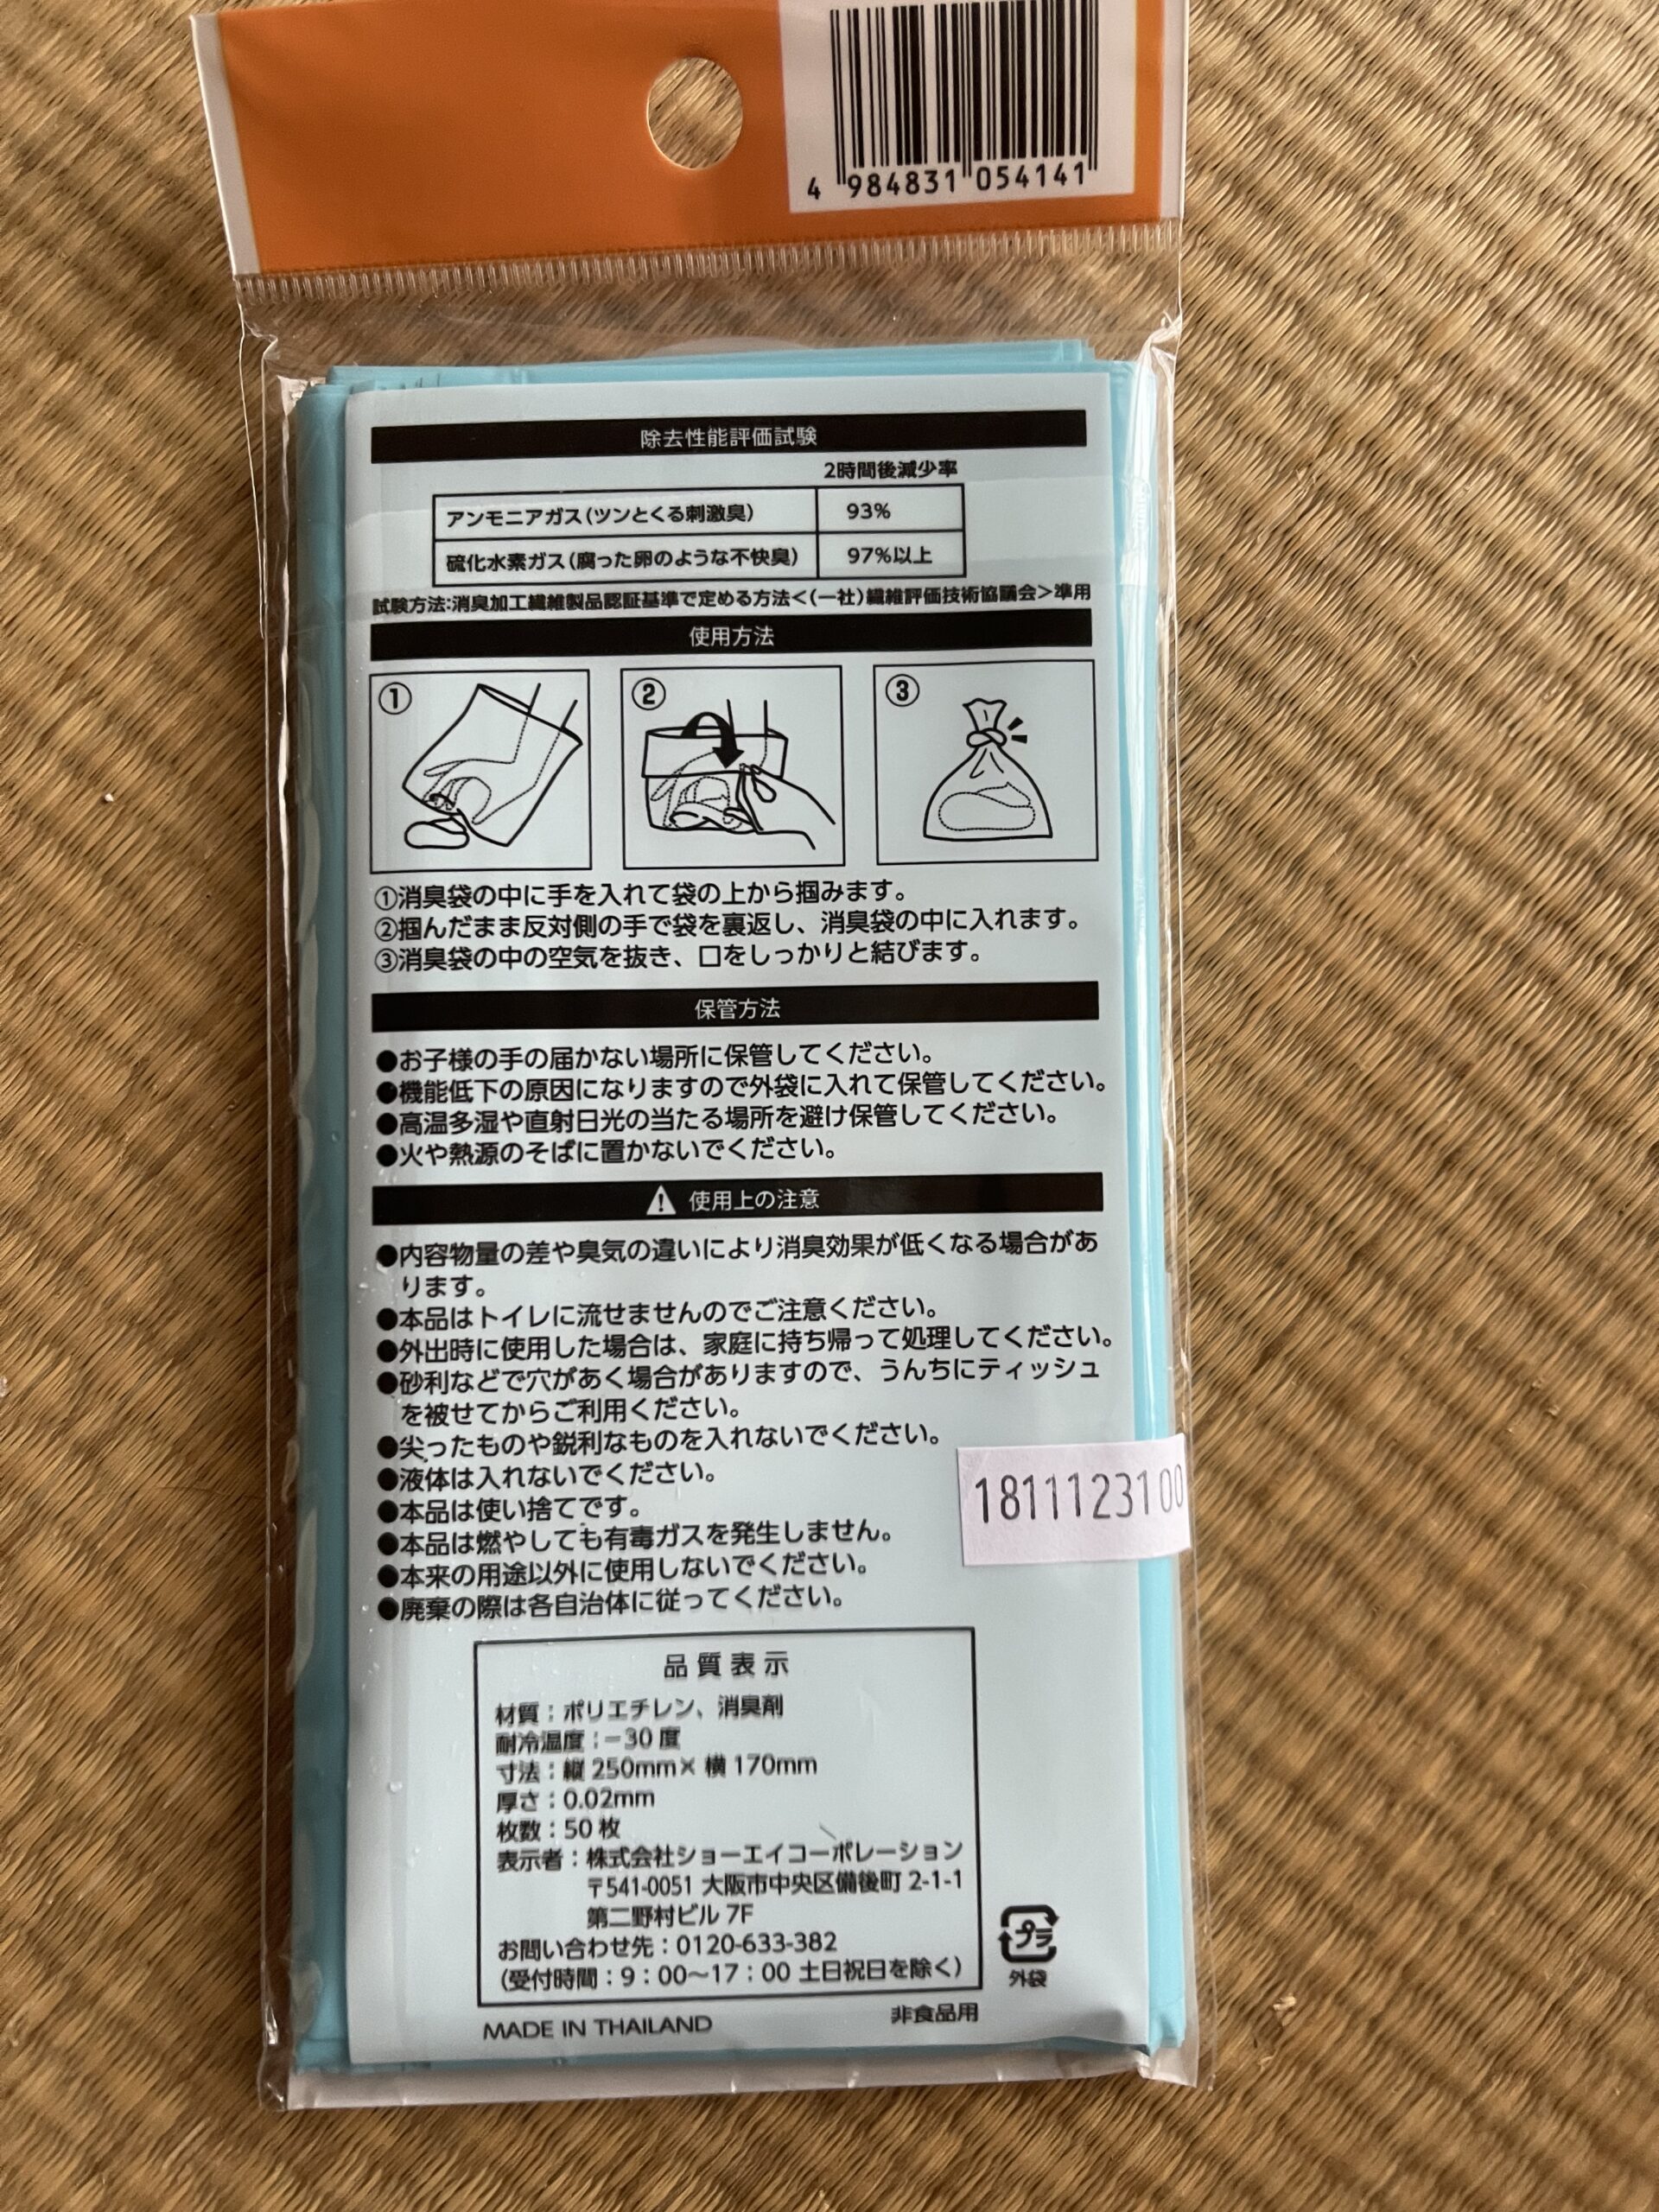 4 984831 054141
除去性能評価試験
2時間後減少率
アンモニアガス(ツンとくる刺激臭) 93%
硫化水素ガス(腐った卵のような不快臭) 97%以上
試験方法:消臭加工繊維製品認証基準で定める方法<(一社)繊維評価技術協議会>準用
使用方法
① ② ③
①消臭袋の中に手を入れて袋の上から掴みます。
②掴んだまま反対側の手で袋を裏返し、消臭袋の中に入れます。
③消臭袋の中の空気を抜き、口をしっかりと結びます。
保管方法
●お子様の手の届かない場所に保管してください。
●機能低下の原因になりますので外袋に入れて保管してください。
●高温多湿や直射日光の当たる場所を避け保管してください。
●火や熱源のそばに置かないでください。
使用上の注意
●内容物量の差や臭気の違いにより消臭効果が低くなる場合があ
ります。
●本品はトイレに流せませんのでご注意ください。
●外出時に使用した場合は、家庭に持ち帰って処理してください。
●砂利などで穴があく場合がありますので、うんちにティッシュ
を被せてからご利用ください。
●尖ったものや鋭利なものを入れないでください。
●液体は入れないでください。
●本品は使い捨てです。
●本品は燃やしても有毒ガスを発生しません。
●本来の用途以外に使用しないでください。
●廃棄の際は各自治体に従ってください。
1811123100
品質表示
材質：ポリエチレン、消臭剤
耐冷温度：−30度
寸法：縦 250mm× 横 170mm
厚さ：0.02mm
枚数：50枚
表示者：株式会社ショーエイコーポレーション
〒541-0051 大阪市中央区備後町 2-1-1
第二野村ビル 7F
お問い合わせ先：0120-633-382
(受付時間：9：00〜17：00 土日祝日を除く)
プラ
外袋
MADE IN THAILAND 非食品用